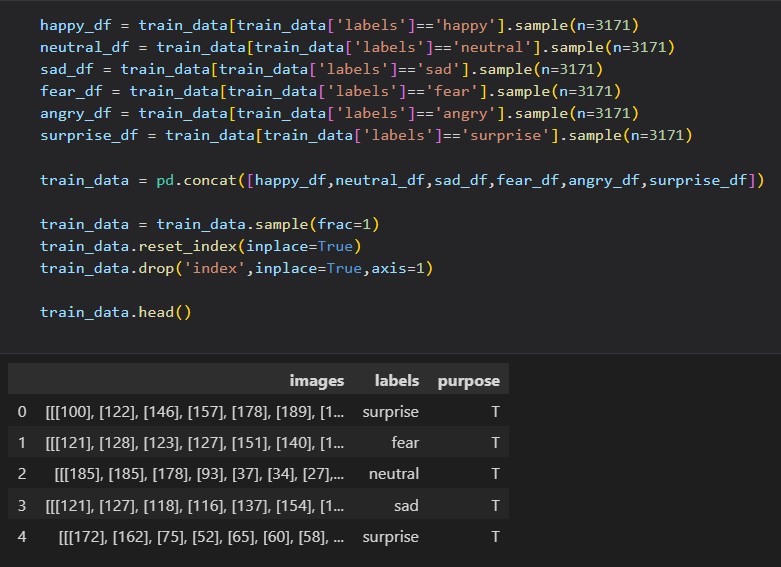 happy_df = train_data[train_data['labels']=='happy'].sample(n=3171)
neutral_df = train_data[train_data['labels']=='neutral'].sample(n=3171)
sad_df = train_data[train_data['labels']=='sad'].sample(n=3171)
fear_df = train_data[train_data['labels']=='fear'].sample(n=3171)
angry_df = train_data[train_data['labels']=='angry'].sample(n=3171)
surprise_df = train_data[train_data['labels']=='surprise'].sample(n=3171)
train_data = pd.concat([happy_df,neutral_df,sad_df,fear_df,angry_df,surprise_df])
train_data = train_data.sample(frac=1)
train_data.reset_index(inplace=True)
train_data.drop('index',inplace=True,axis=1)
train_data.head()
images labels purpose
0 [[[100], [122], [146], [157], [178], [189], [1... surprise T
1 [[[121], [128], [123], [127], [151], [140], [1... fear T
2 [[[185], [185], [178], [93], [37], [34], [27],... neutral T
3 [[[121], [127], [118], [116], [137], [154], [1... sad T
4 [[[172], [162], [75], [52], [65], [60], [58], ... surprise T